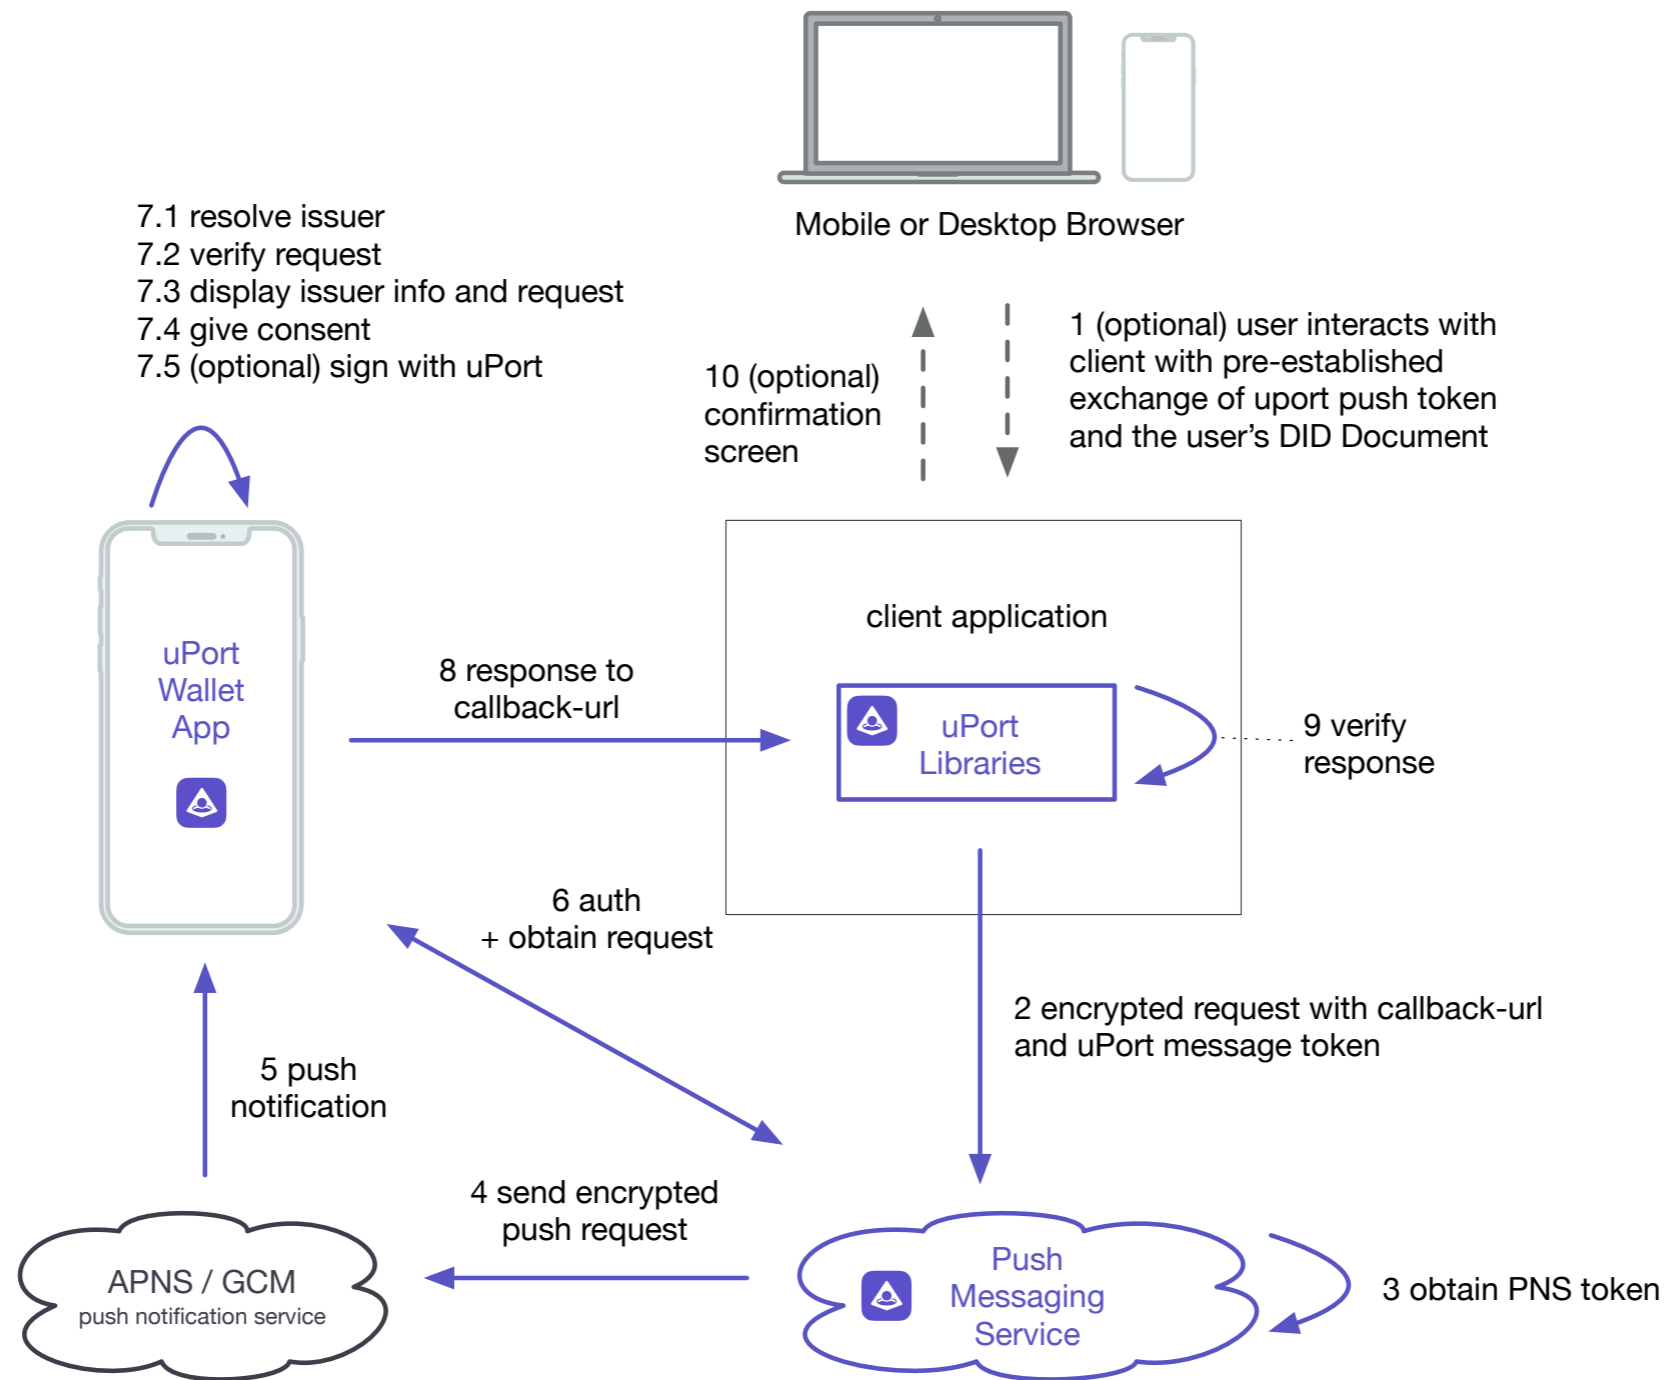 Mobile or Desktop Browser
7.1 resolve issuer
7.2 verify request
7.3 display issuer info and request
7.4 give consent
7.5 (optional) sign with uPort
10 (optional)
confirmation
screen
1 (optional) user interacts with
client with pre-established
exchange of uport push token
and the user’s DID Document
client application
uPort
Wallet
App
8 response to
callback-url
uPort
Libraries
9 verify
response
6 auth
+ obtain request
2 encrypted request with callback-url
and uPort message token
5 push
notification
4 send encrypted
push request
APNS / GCM
push notification service
Push
Messaging
Service
3 obtain PNS token